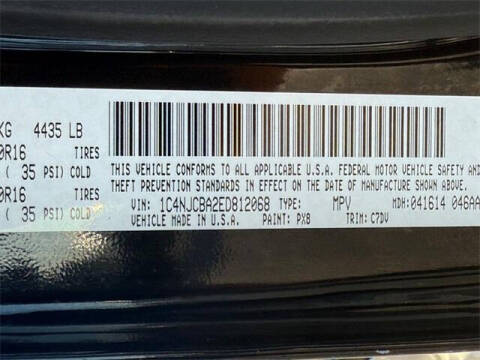 KG 4435 LB
0R16 TIRES
( 35 PSI) COLD
0R16 TIRES
( 35 PSI) COLD
THIS VEHICLE CONFORMS TO ALL APPLICABLE U.S.A. FEDERAL MOTOR VEHICLE SAFETY AND
THEFT PREVENTION STANDARDS IN EFFECT ON THE DATE OF MANUFACTURE SHOWN ABOVE.
VIN: 1C4NJCBA2ED812068 TYPE: MPV MDH: 041614 046AA
VEHICLE MADE IN U.S.A. PAINT: PX8 TRIM: C7DV